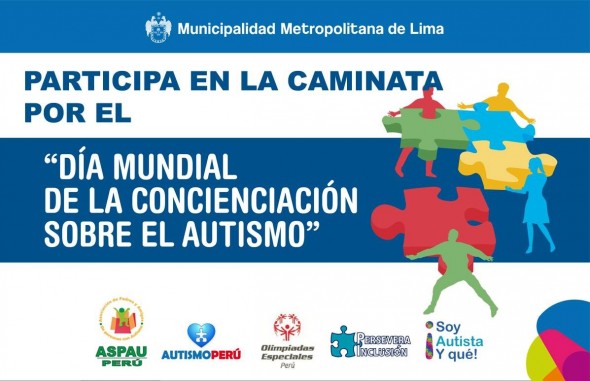 Municipalidad Metropolitana de Lima
PARTICIPA EN LA CAMINATA
POR EL
“DÍA MUNDIAL
DE LA CONCIENCIACIÓN
SOBRE EL AUTISMO”
ASPAU
PERÚ
AUTISMOPERÚ
Olimpiadas
Especiales
Perú
PERSEVERA
INCLUSIÓN
Soy
Autista
Y qué!